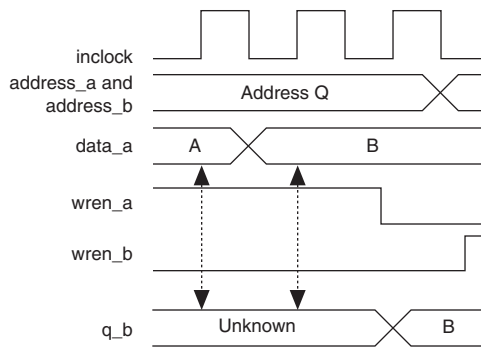 inclock
address_a and
address_b
Address Q
data_a
A
B
wren_a
wren_b
q_b
Unknown
B